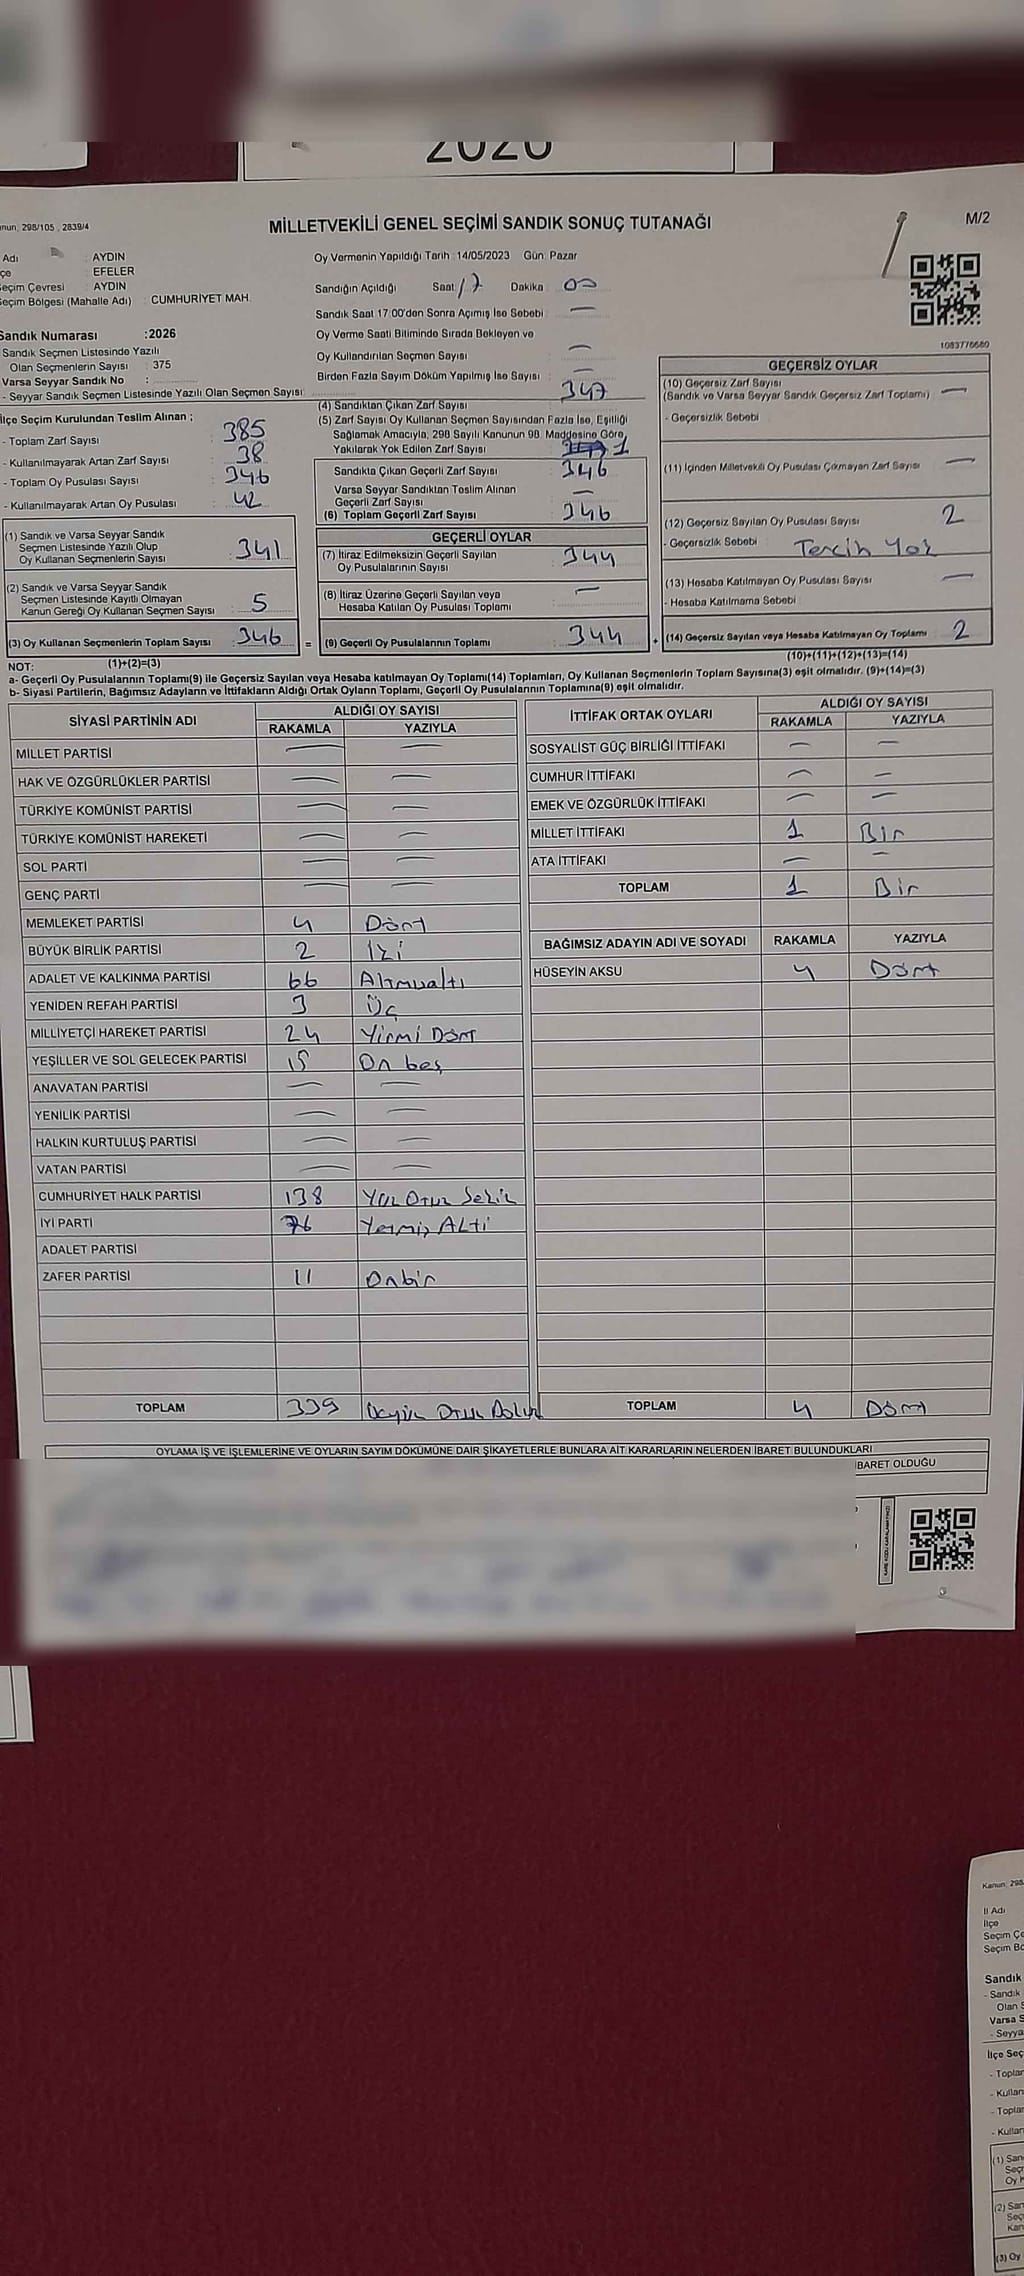 2026
Kanun, 298/105 , 2839/4
MİLLETVEKİLİ GENEL SEÇİMİ SANDIK SONUÇ TUTANAĞI
M/2
Adı : AYDIN
çe : EFELER
eçim Çevresi : AYDIN
eçim Bölgesi (Mahalle Adı) : CUMHURİYET MAH.
Sandık Numarası :2026
Sandık Seçmen Listesinde Yazılı
Olan Seçmenlerin Sayısı : 375
Varsa Seyyar Sandık No :
- Seyyar Sandık Seçmen Listesinde Yazılı Olan Seçmen Sayısı:
Oy Vermenin Yapıldığı Tarih :14/05/2023 Gün: Pazar
Sandığın Açıldığı Saat: 17 Dakika : 00
Sandık Saat 17:00'den Sonra Açımış İse Sebebi : —
Oy Verme Saati Bitiminde Sırada Bekleyen ve
Oy Kullandırılan Seçmen Sayısı : —
Birden Fazla Sayım Döküm Yapılmış İse Sayısı : —
1083776680
İlçe Seçim Kurulundan Teslim Alınan ;
- Toplam Zarf Sayısı : 385
- Kullanılmayarak Artan Zarf Sayısı : 38
- Toplam Oy Pusulası Sayısı : 346
- Kullanılmayarak Artan Oy Pusulası : 42
(1) Sandık ve Varsa Seyyar Sandık
Seçmen Listesinde Yazılı Olup
Oy Kullanan Seçmenlerin Sayısı : 341
(2) Sandık ve Varsa Seyyar Sandık
Seçmen Listesinde Kayıtlı Olmayan
Kanun Gereği Oy Kullanan Seçmen Sayısı : 5
(3) Oy Kullanan Seçmenlerin Toplam Sayısı : 346 =
(4) Sandıktan Çıkan Zarf Sayısı : 347
(5) Zarf Sayısı Oy Kullanan Seçmen Sayısından Fazla İse, Eşitliği
Sağlamak Amacıyla, 298 Sayılı Kanunun 98. Maddesine Göre,
Yakılarak Yok Edilen Zarf Sayısı : 1
Sandıkta Çıkan Geçerli Zarf Sayısı : 346
Varsa Seyyar Sandıktan Teslim Alınan
Geçerli Zarf Sayısı : —
(6) Toplam Geçerli Zarf Sayısı : 346
GEÇERLİ OYLAR
(7) İtiraz Edilmeksizin Geçerli Sayılan
Oy Pusulalarının Sayısı : 344
(8) İtiraz Üzerine Geçerli Sayılan veya
Hesaba Katılan Oy Pusulası Toplamı : —
(9) Geçerli Oy Pusulalarının Toplamı : 344 +
GEÇERSİZ OYLAR
(10) Geçersiz Zarf Sayısı
(Sandık ve Varsa Seyyar Sandık Geçersiz Zarf Toplamı) : —
- Geçersizlik Sebebi :
(11) İçinden Milletvekili Oy Pusulası Çıkmayan Zarf Sayısı : —
(12) Geçersiz Sayılan Oy Pusulası Sayısı : 2
- Geçersizlik Sebebi : Tercih Yok
(13) Hesaba Katılmayan Oy Pusulası Sayısı : —
- Hesaba Katılmama Sebebi :
(14) Geçersiz Sayılan veya Hesaba Katılmayan Oy Toplamı : 2
NOT: (1)+(2)=(3)
(10)+(11)+(12)+(13)=(14)
a- Geçerli Oy Pusulalarının Toplamı(9) ile Geçersiz Sayılan veya Hesaba katılmayan Oy Toplamı(14) Toplamları, Oy Kullanan Seçmenlerin Toplam Sayısına(3) eşit olmalıdır. (9)+(14)=(3)
b- Siyasi Partilerin, Bağımsız Adayların ve İttifakların Aldığı Ortak Oyların Toplamı, Geçerli Oy Pusulalarının Toplamına(9) eşit olmalıdır.
SİYASİ PARTİNİN ADI ALDIĞI OY SAYISI
RAKAMLA YAZIYLA
MİLLET PARTİSİ — —
HAK VE ÖZGÜRLÜKLER PARTİSİ — —
TÜRKİYE KOMÜNİST PARTİSİ — —
TÜRKİYE KOMÜNİST HAREKETİ — —
SOL PARTİ — —
GENÇ PARTİ — —
MEMLEKET PARTİSİ 4 Dört
BÜYÜK BİRLİK PARTİSİ 2 İki
ADALET VE KALKINMA PARTİSİ 66 Altmışaltı
YENİDEN REFAH PARTİSİ 3 Üç
MİLLİYETÇİ HAREKET PARTİSİ 24 Yirmi Dört
YEŞİLLER VE SOL GELECEK PARTİSİ 15 On beş
ANAVATAN PARTİSİ — —
YENİLİK PARTİSİ — —
HALKIN KURTULUŞ PARTİSİ — —
VATAN PARTİSİ — —
CUMHURİYET HALK PARTİSİ 138 Yüz Otuz Sekiz
İYİ PARTİ 76 Yetmiş Altı
ADALET PARTİSİ
ZAFER PARTİSİ 11 Onbir
TOPLAM 339 Üçyüz Otuz Dokuz
İTTİFAK ORTAK OYLARI ALDIĞI OY SAYISI
RAKAMLA YAZIYLA
SOSYALİST GÜÇ BİRLİĞİ İTTİFAKI — —
CUMHUR İTTİFAKI — —
EMEK VE ÖZGÜRLÜK İTTİFAKI — —
MİLLET İTTİFAKI 1 Bir
ATA İTTİFAKI — —
TOPLAM 1 Bir
BAĞIMSIZ ADAYIN ADI VE SOYADI RAKAMLA YAZIYLA
HÜSEYİN AKSU 4 Dört
TOPLAM 4 Dört
OYLAMA İŞ VE İŞLEMLERİNE VE OYLARIN SAYIM DÖKÜMÜNE DAİR ŞİKAYETLERLE BUNLARA AİT KARARLARIN NELERDEN İBARET BULUNDUKLARI
İBARET OLDUĞU
Kanun, 298
İl Adı
İlçe
Seçim Çe
Seçim Bö
Sandık
- Sandık
Olan S
Varsa S
- Seyya
İlçe Seç
- Toplar
- Kullan
- Toplar
- Kullan
(1) San
Seçr
Oy K
(2) San
Seç
Kan
(3) Oy